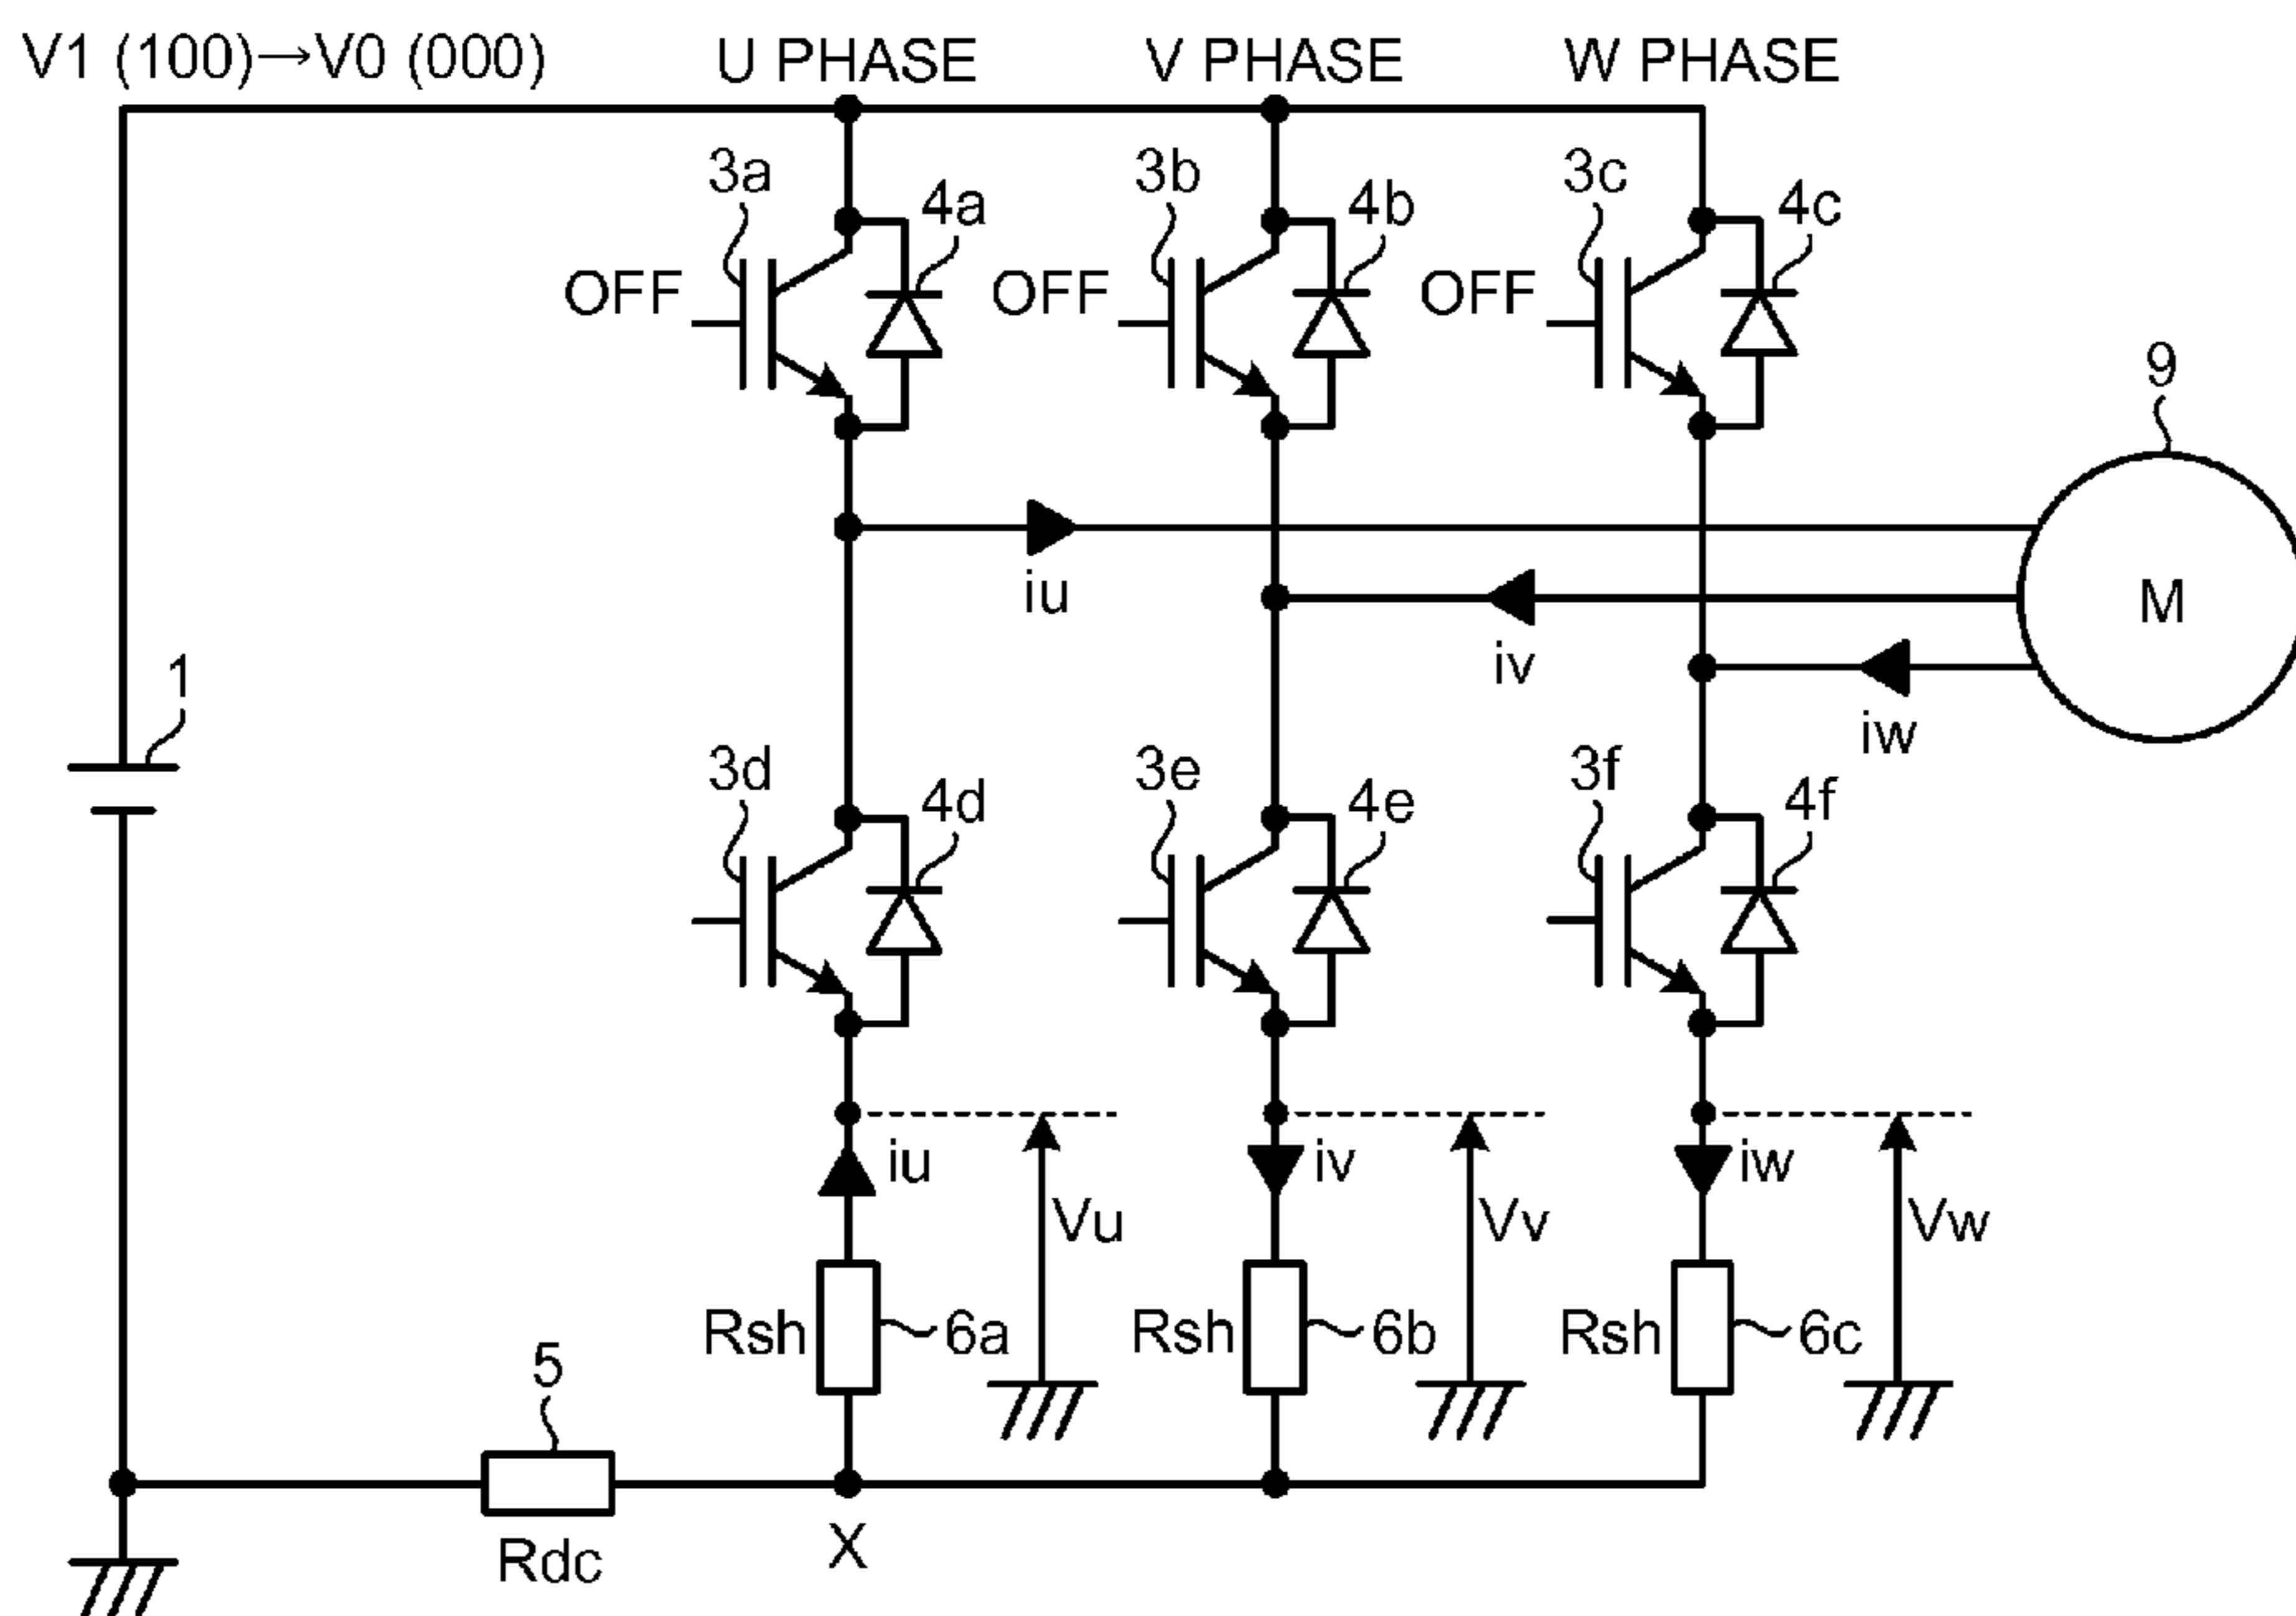 V1 (100)→V0 (000)
U PHASE
V PHASE
W PHASE
3a
4a
3b
4b
3c
4c
OFF
OFF
OFF
9
iu
M
iv
iw
1
3d
4d
3e
4e
3f
4f
iu
iv
iw
Vu
Vv
Vw
Rsh
6a
Rsh
6b
Rsh
6c
5
Rdc
X